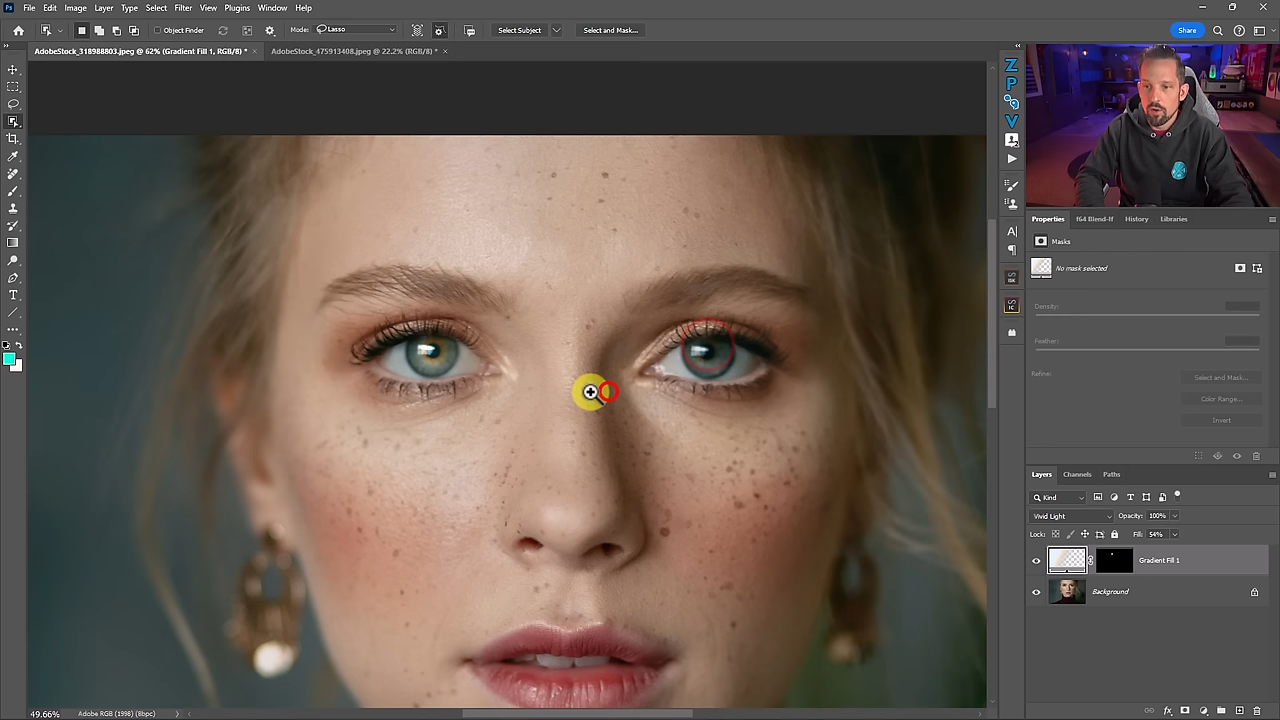 Ps File Edit Image Layer Type Select Filter View Plugins Window Help
Object Finder Mode: Lasso Select Subject Select and Mask... Share
AdobeStock_318988803.jpeg @ 62% (Gradient Fill 1, RGB/8) * × AdobeStock_475913408.jpeg @ 22.2% (RGB/8) * ×
Properties f64 Blend-If History Libraries
Masks
No mask selected
Density:
Feather:
Refine:
Select and Mask...
Color Range...
Invert
Layers Channels Paths
Kind
Vivid Light Opacity: 100%
Lock: Fill: 54%
Gradient Fill 1
Background
49.66% Adobe RGB (1998) (8bpc)